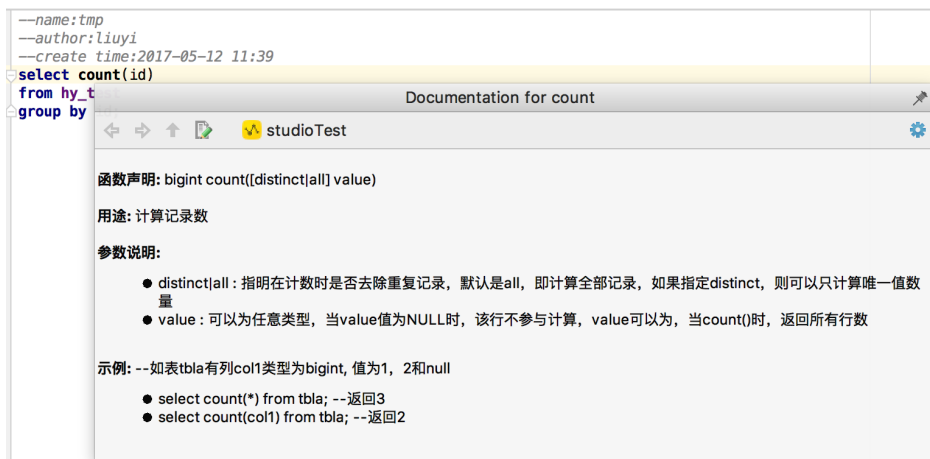 --name:tmp
--author:liuyi
--create time:2017-05-12 11:39
select count(id)
from hy_t
group by
Documentation for count
studioTest
函数声明: bigint count([distinct|all] value)
用途: 计算记录数
参数说明:
● distinct|all : 指明在计数时是否去除重复记录，默认是all，即计算全部记录，如果指定distinct，则可以只计算唯一值数
量
● value : 可以为任意类型，当value值为NULL时，该行不参与计算，value可以为，当count()时，返回所有行数
示例: --如表tbla有列col1类型为bigint, 值为1，2和null
● select count(*) from tbla; --返回3
● select count(col1) from tbla; --返回2